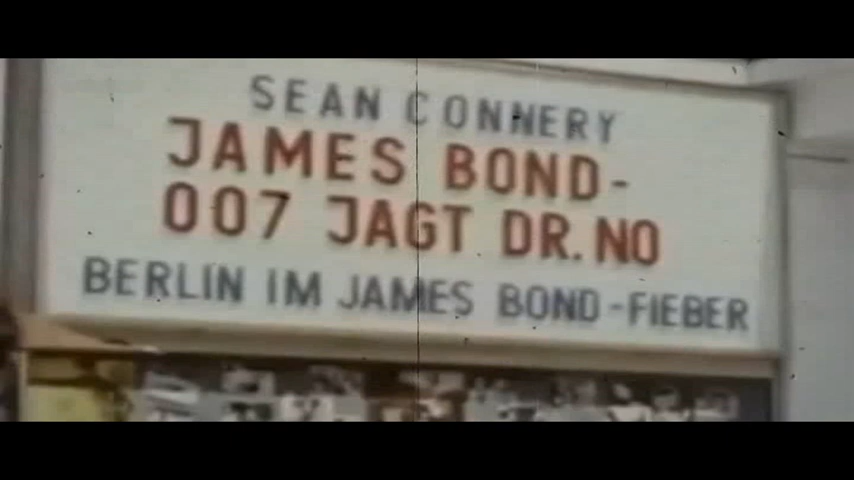 SEAN CONNERY
JAMES BOND-
007 JAGT DR. NO
BERLIN IM JAMES BOND-FIEBER